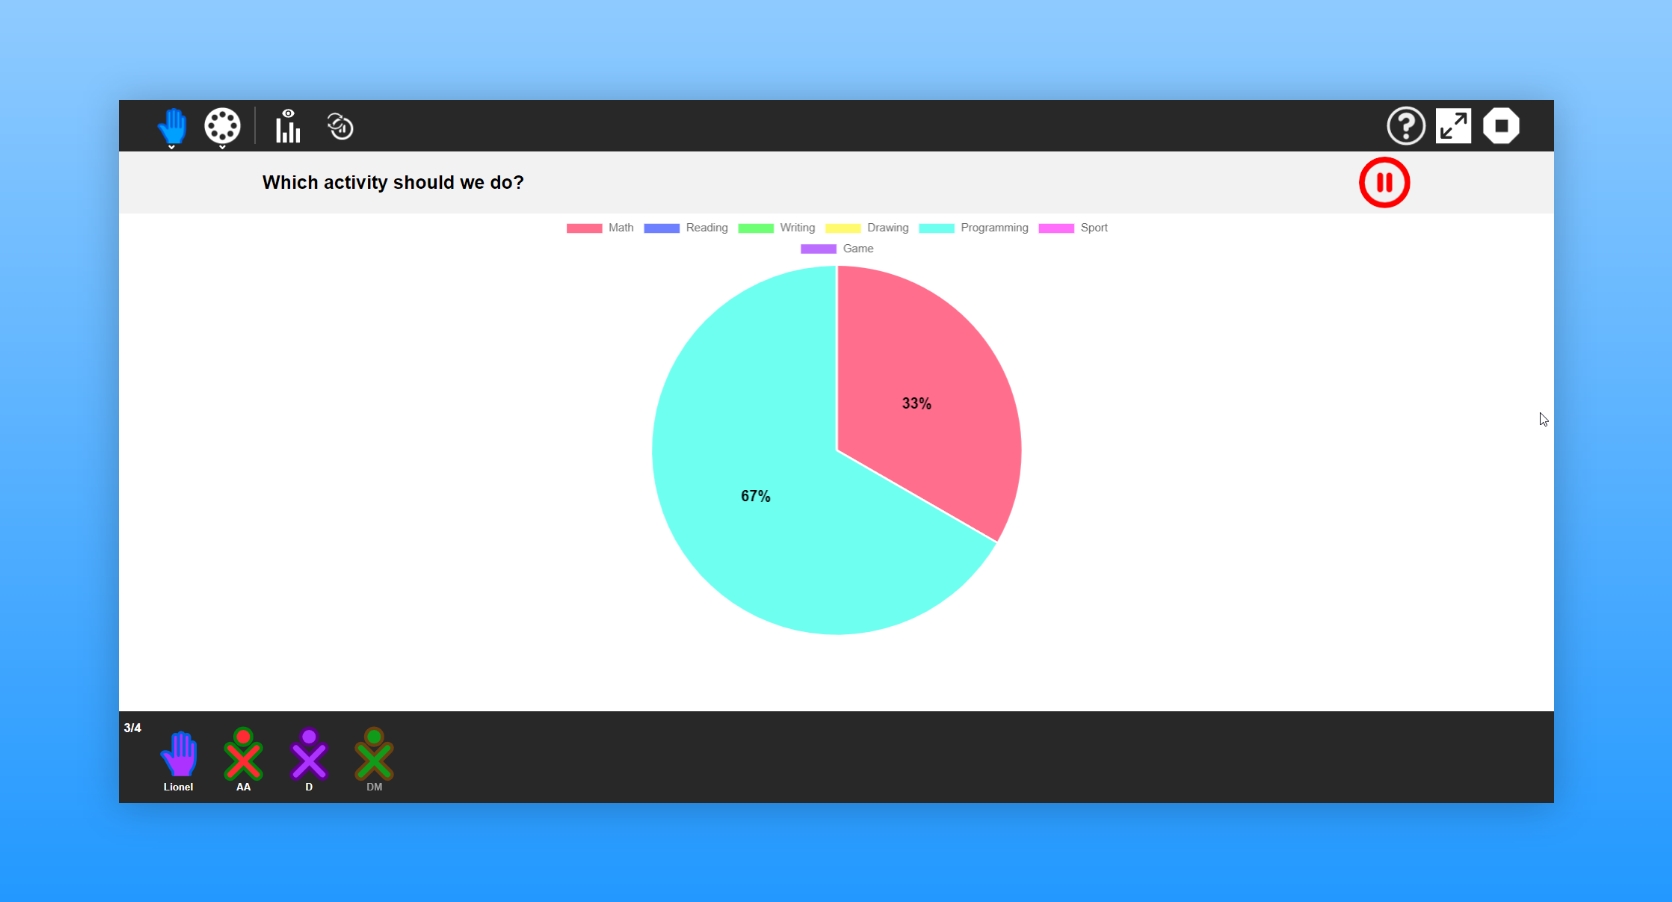 Which activity should we do?
Math Reading Writing Drawing Programming Sport
Game
33%
67%
3/4
Lionel AA D DM